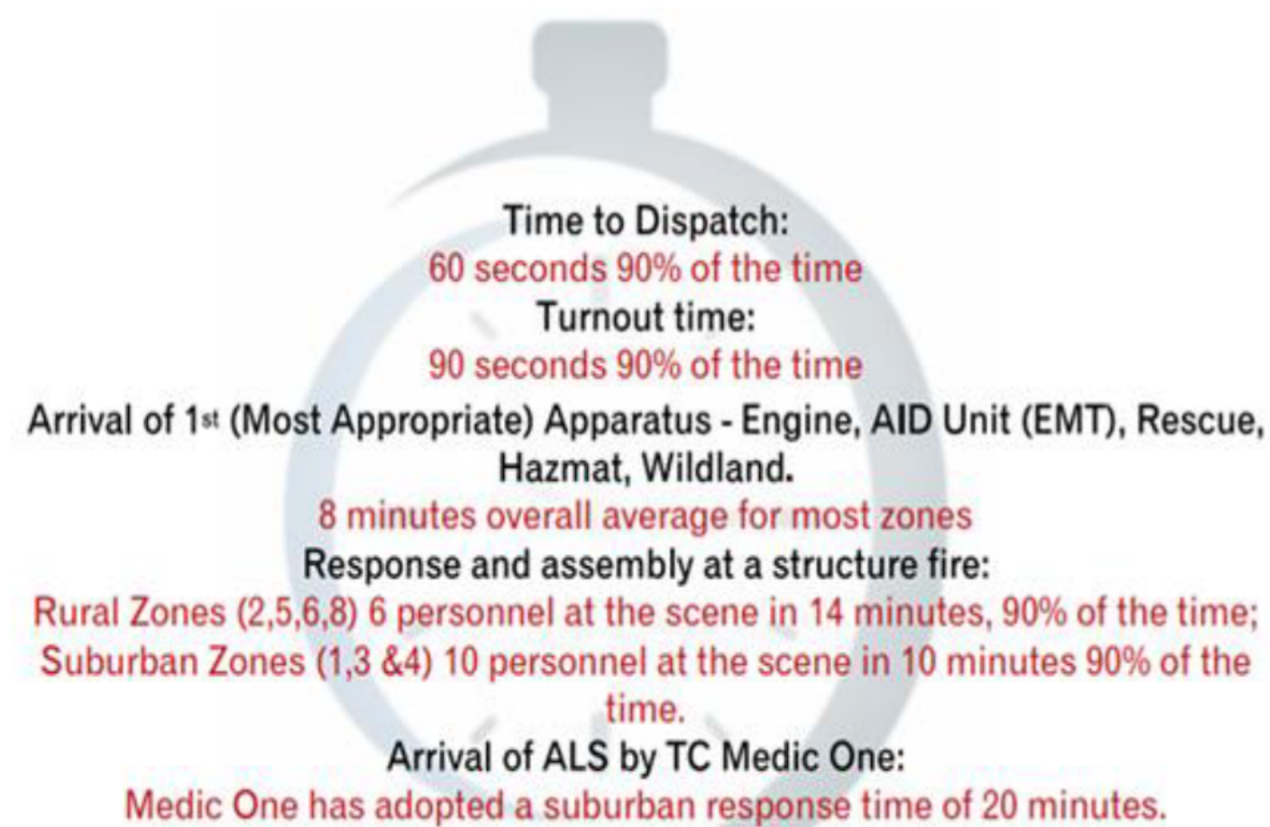 Time to Dispatch:
60 seconds 90% of the time
Turnout time:
90 seconds 90% of the time
Arrival of 1st (Most Appropriate) Apparatus - Engine, AID Unit (EMT), Rescue,
Hazmat, Wildland.
8 minutes overall average for most zones
Response and assembly at a structure fire:
Rural Zones (2,5,6,8) 6 personnel at the scene in 14 minutes, 90% of the time;
Suburban Zones (1,3 &4) 10 personnel at the scene in 10 minutes 90% of the
time.
Arrival of ALS by TC Medic One:
Medic One has adopted a suburban response time of 20 minutes.